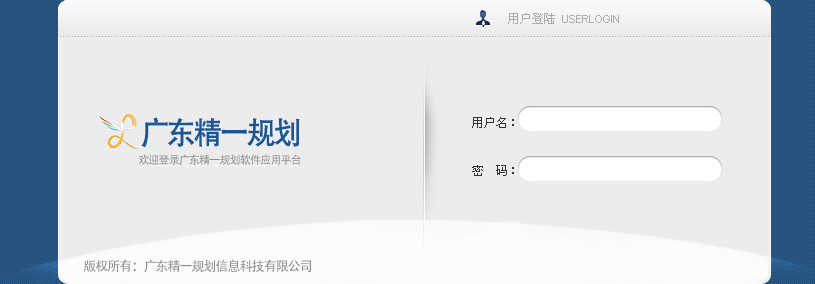 用户登陆 USERLOGIN
广东精一规划
欢迎登录广东精一规划软件应用平台
用户名：
密 码：
版权所有：广东精一规划信息科技有限公司